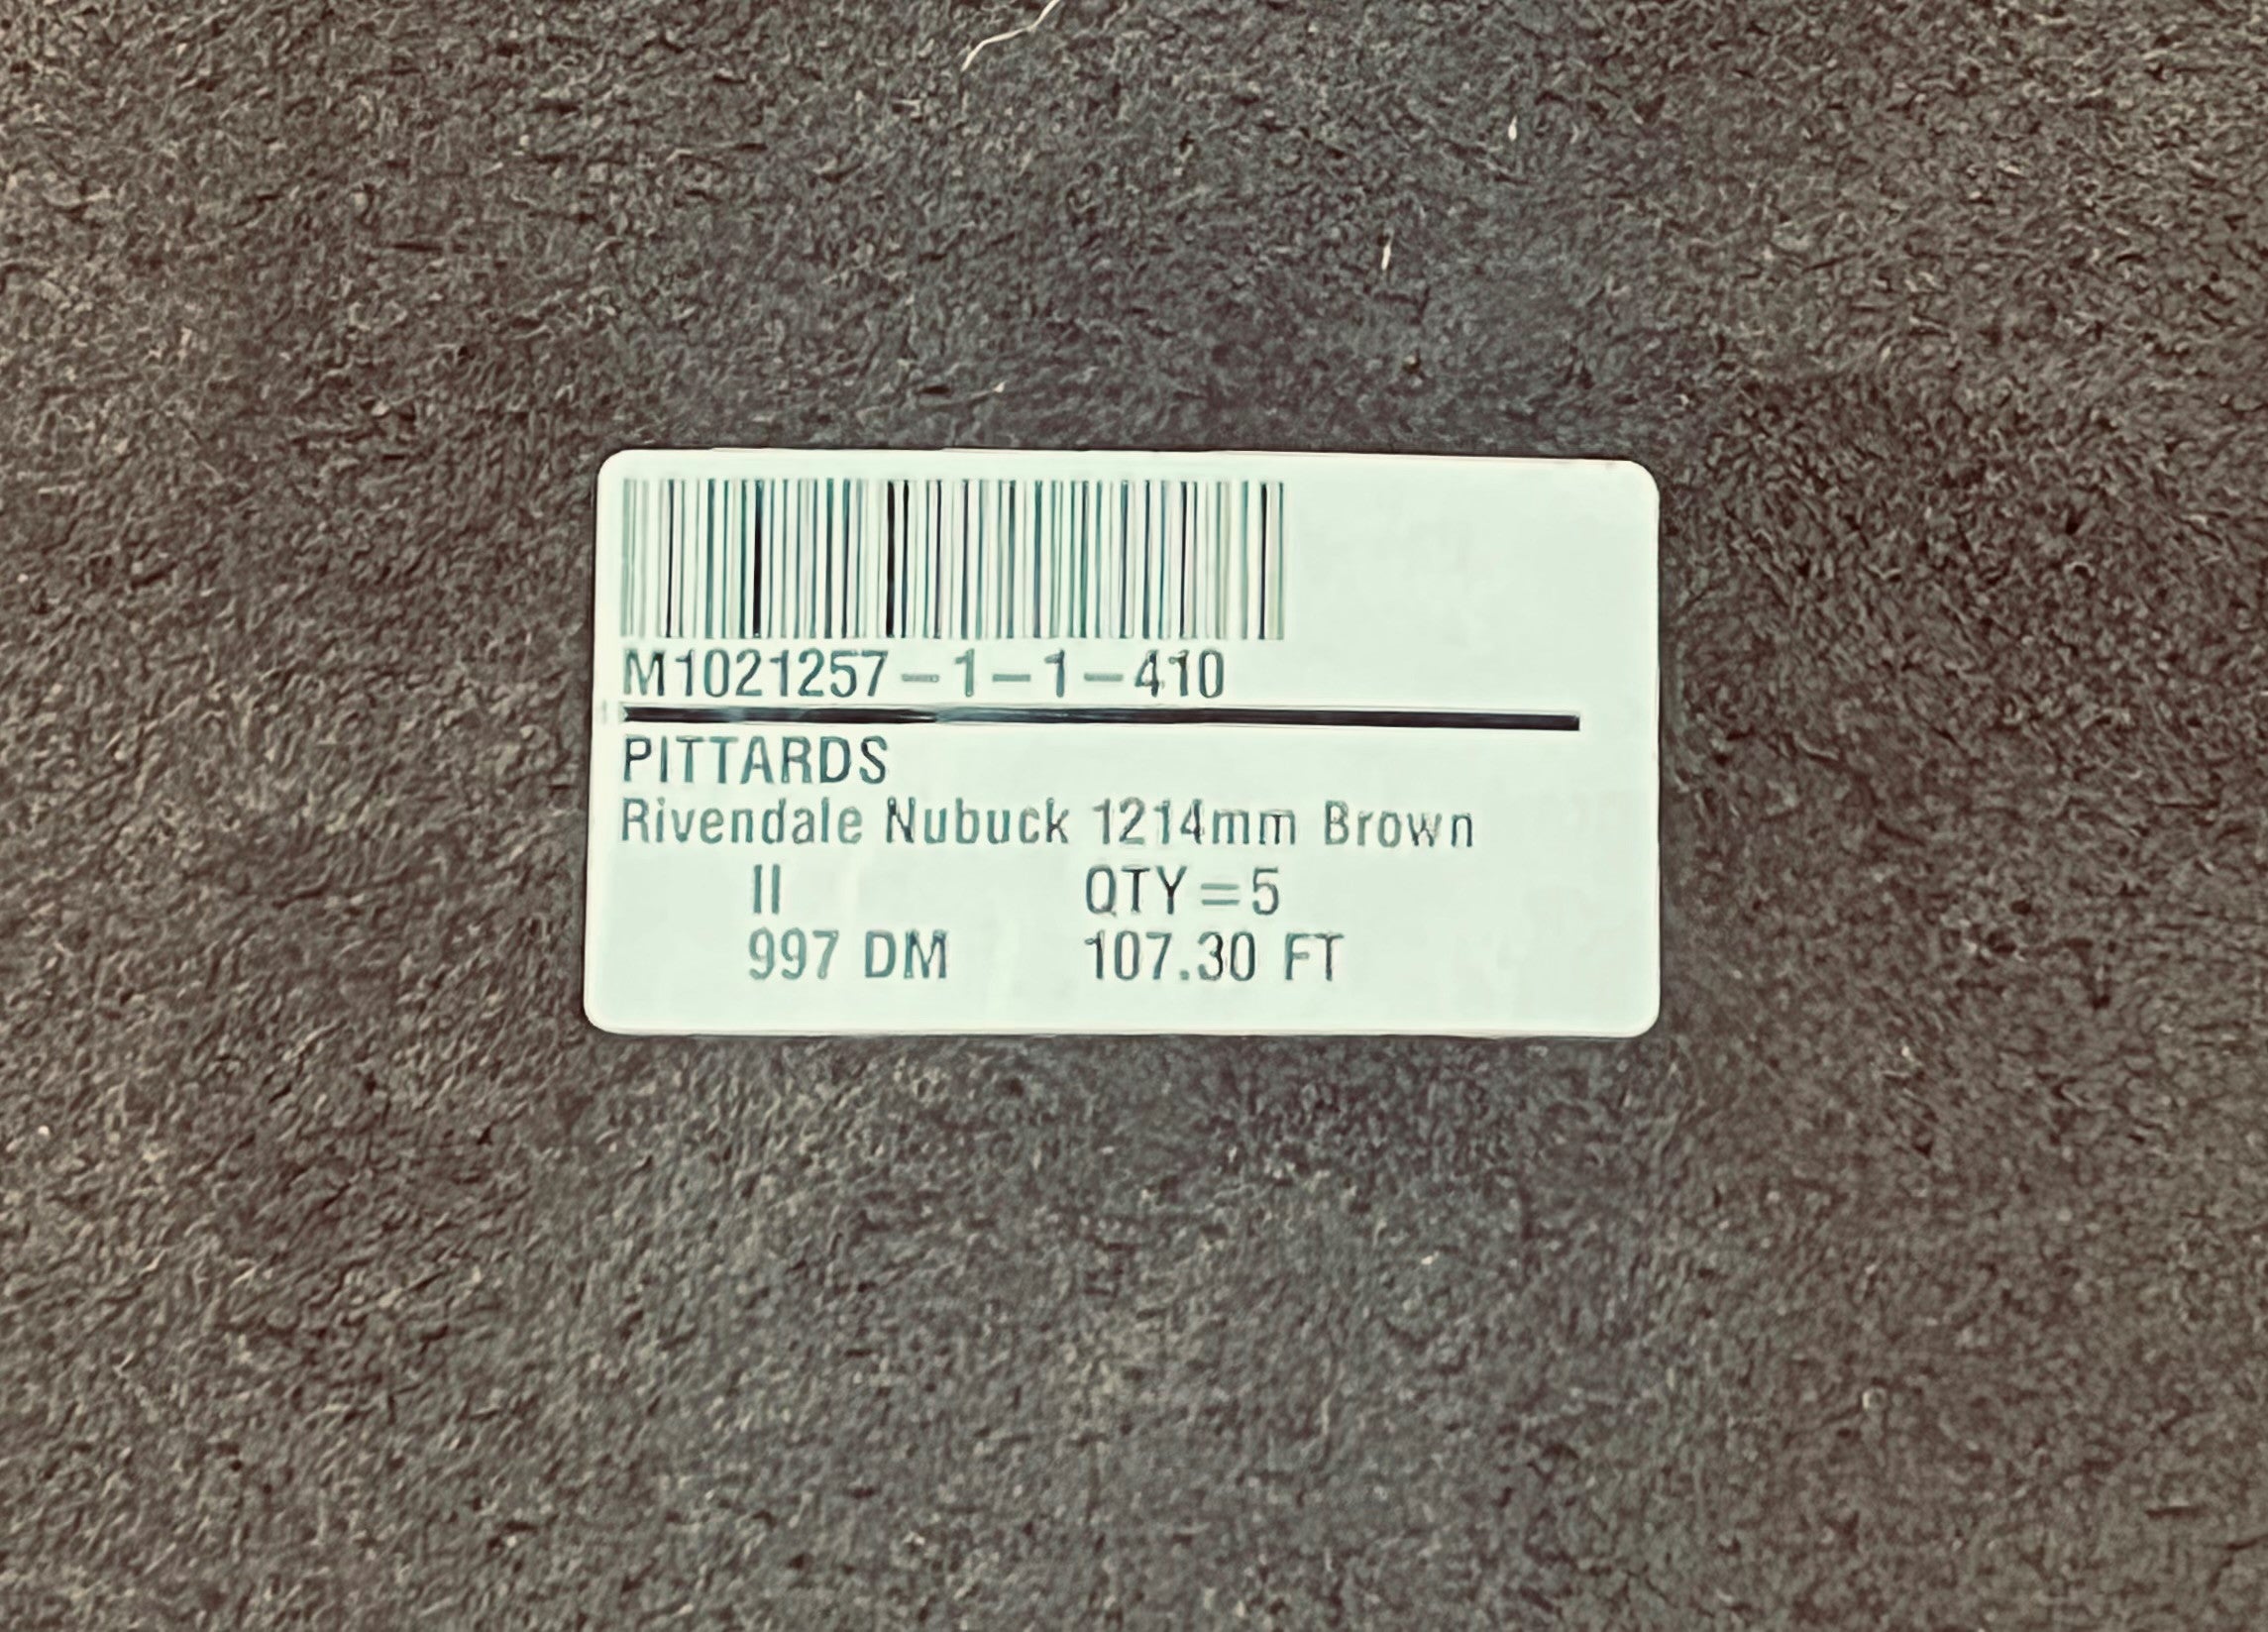 M1021257-1-1-410
PITTARDS
Rivendale Nubuck 1214mm Brown
II QTY=5
997 DM 107.30 FT